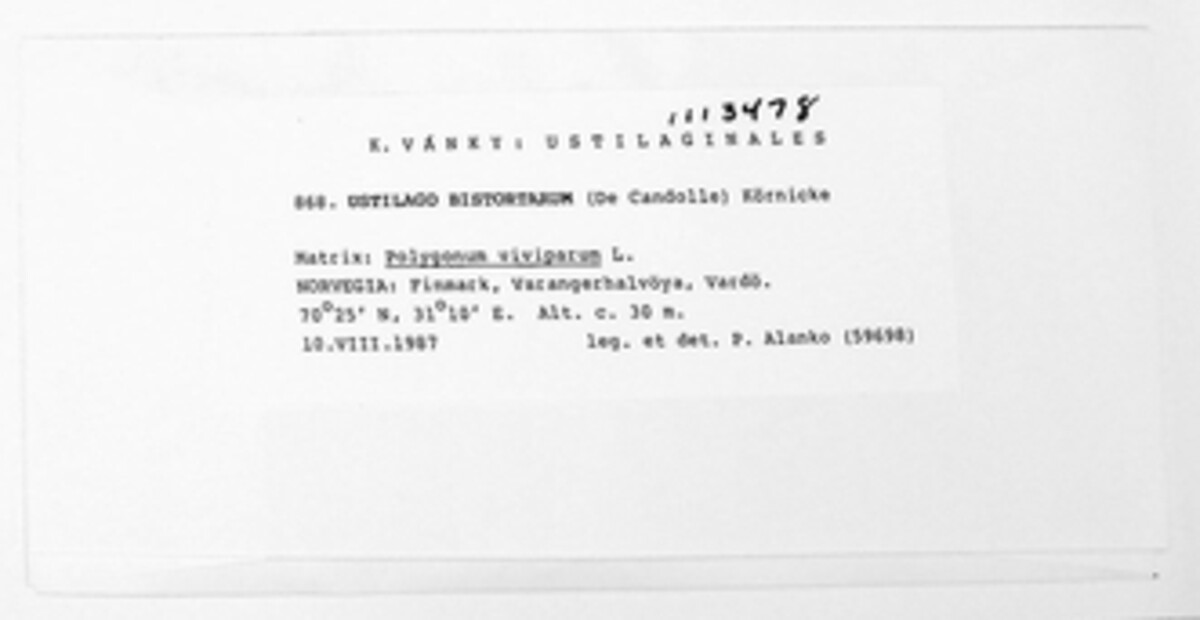 1113478
K. VÁNKY: USTILAGINALES
868. USTILAGO BISTORTARUM (De Candolle) Körnicke
Matrix: Polygonum viviparum L.
NORVEGIA: Finmark, Varangerhalvöya, Vardö.
70°25' N, 31°10' E. Alt. c. 30 m.
10.VIII.1987 leg. et det. P. Alanko (59698)